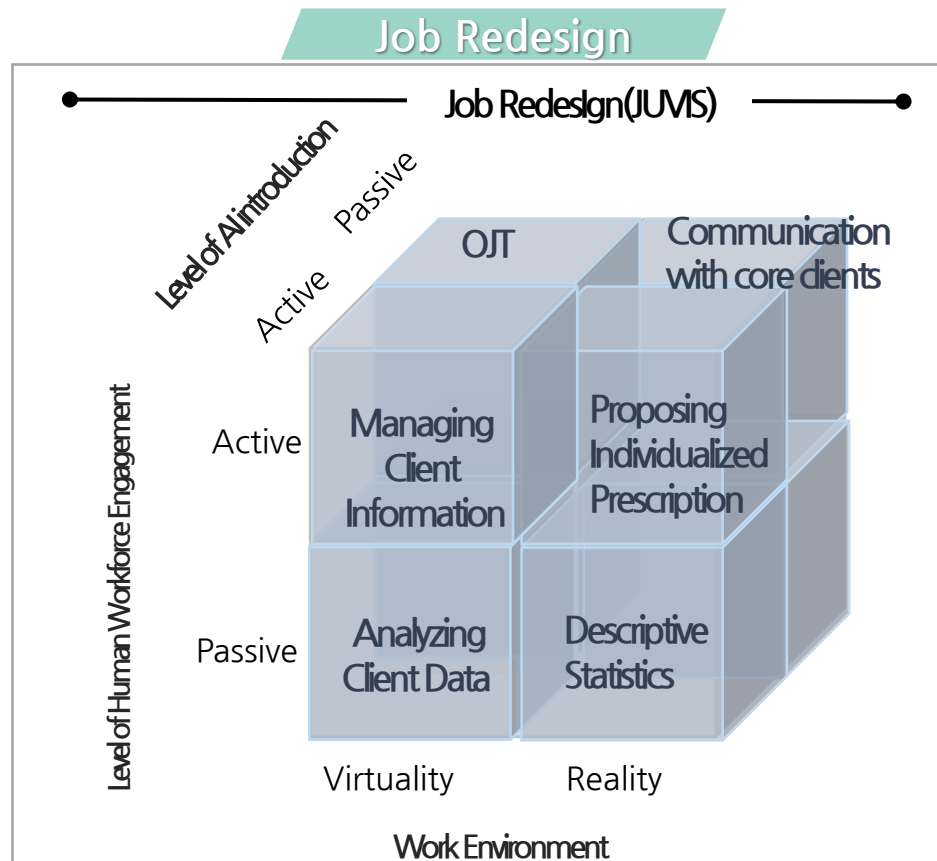 Job Redesign
Job Redesign(JUVIS)
Level of AI introduction
Passive
Active
OJT
Communication
with core clients
Level of Human Workforce Engagement
Active
Managing
Client
Information
Proposing
Individualized
Prescription
Passive
Analyzing
Client Data
Descriptive
Statistics
Virtuality
Reality
Work Environment